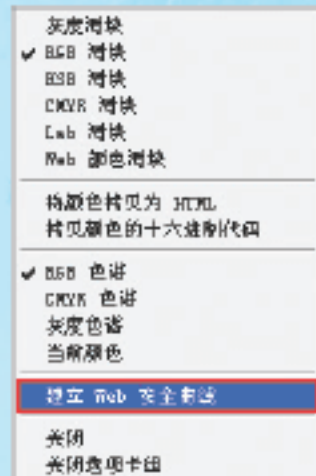 灰度滑块
RGB 滑块
HSB 滑块
CMYK 滑块
Lab 滑块
Web 颜色滑块
将颜色拷贝为 HTML
拷贝颜色的十六进制代码
RGB 色谱
CMYK 色谱
灰度色谱
当前颜色
建立 Web 安全曲线
关闭
关闭选项卡组